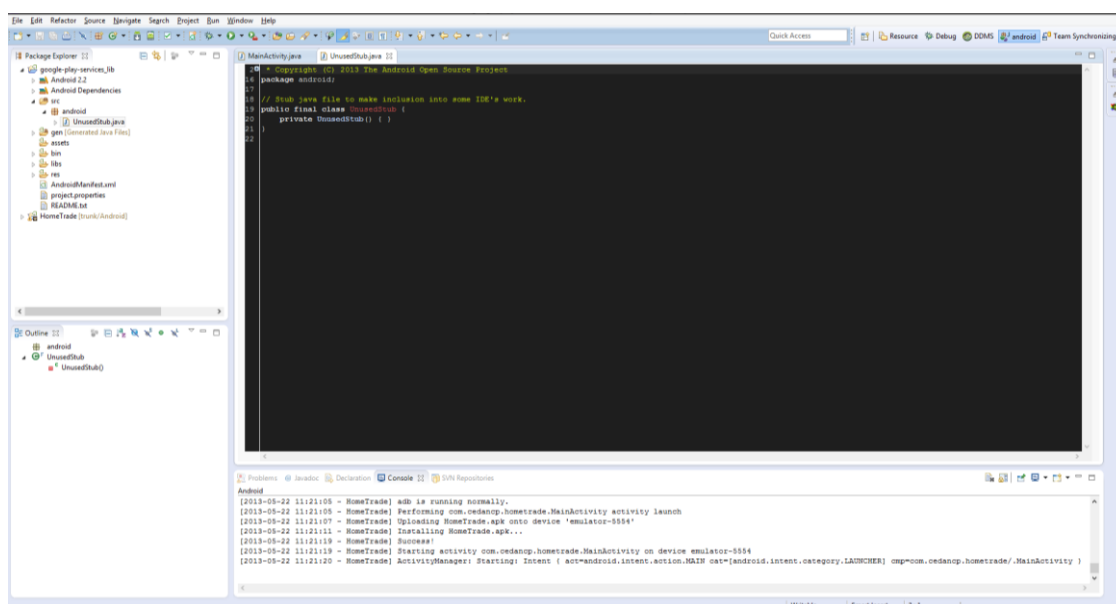 File Edit Refactor Source Navigate Search Project Run Window Help
Quick Access Resource Debug DDMS android Team Synchronizing
Package Explorer
google-play-services_lib
Android 2.2
Android Dependencies
src
android
UnusedStub.java
gen [Generated Java Files]
assets
bin
libs
res
AndroidManifest.xml
project.properties
README.txt
HomeTrade [trunk/Android]
Outline
android
UnusedStub
UnusedStub()
MainActivity.java UnusedStub.java
2 * Copyright (C) 2013 The Android Open Source Project
16 package android;
17
18 // Stub java file to make inclusion into some IDE's work.
19 public final class UnusedStub {
20 private UnusedStub() { }
21 }
22
Problems Javadoc Declaration Console SVN Repositories
Android
[2013-05-22 11:21:05 - HomeTrade] adb is running normally.
[2013-05-22 11:21:05 - HomeTrade] Performing com.cedancp.hometrade.MainActivity activity launch
[2013-05-22 11:21:07 - HomeTrade] Uploading HomeTrade.apk onto device 'emulator-5554'
[2013-05-22 11:21:11 - HomeTrade] Installing HomeTrade.apk...
[2013-05-22 11:21:19 - HomeTrade] Success!
[2013-05-22 11:21:19 - HomeTrade] Starting activity com.cedancp.hometrade.MainActivity on device emulator-5554
[2013-05-22 11:21:20 - HomeTrade] ActivityManager: Starting: Intent { act=android.intent.action.MAIN cat=[android.intent.category.LAUNCHER] cmp=com.cedancp.hometrade/.MainActivity }